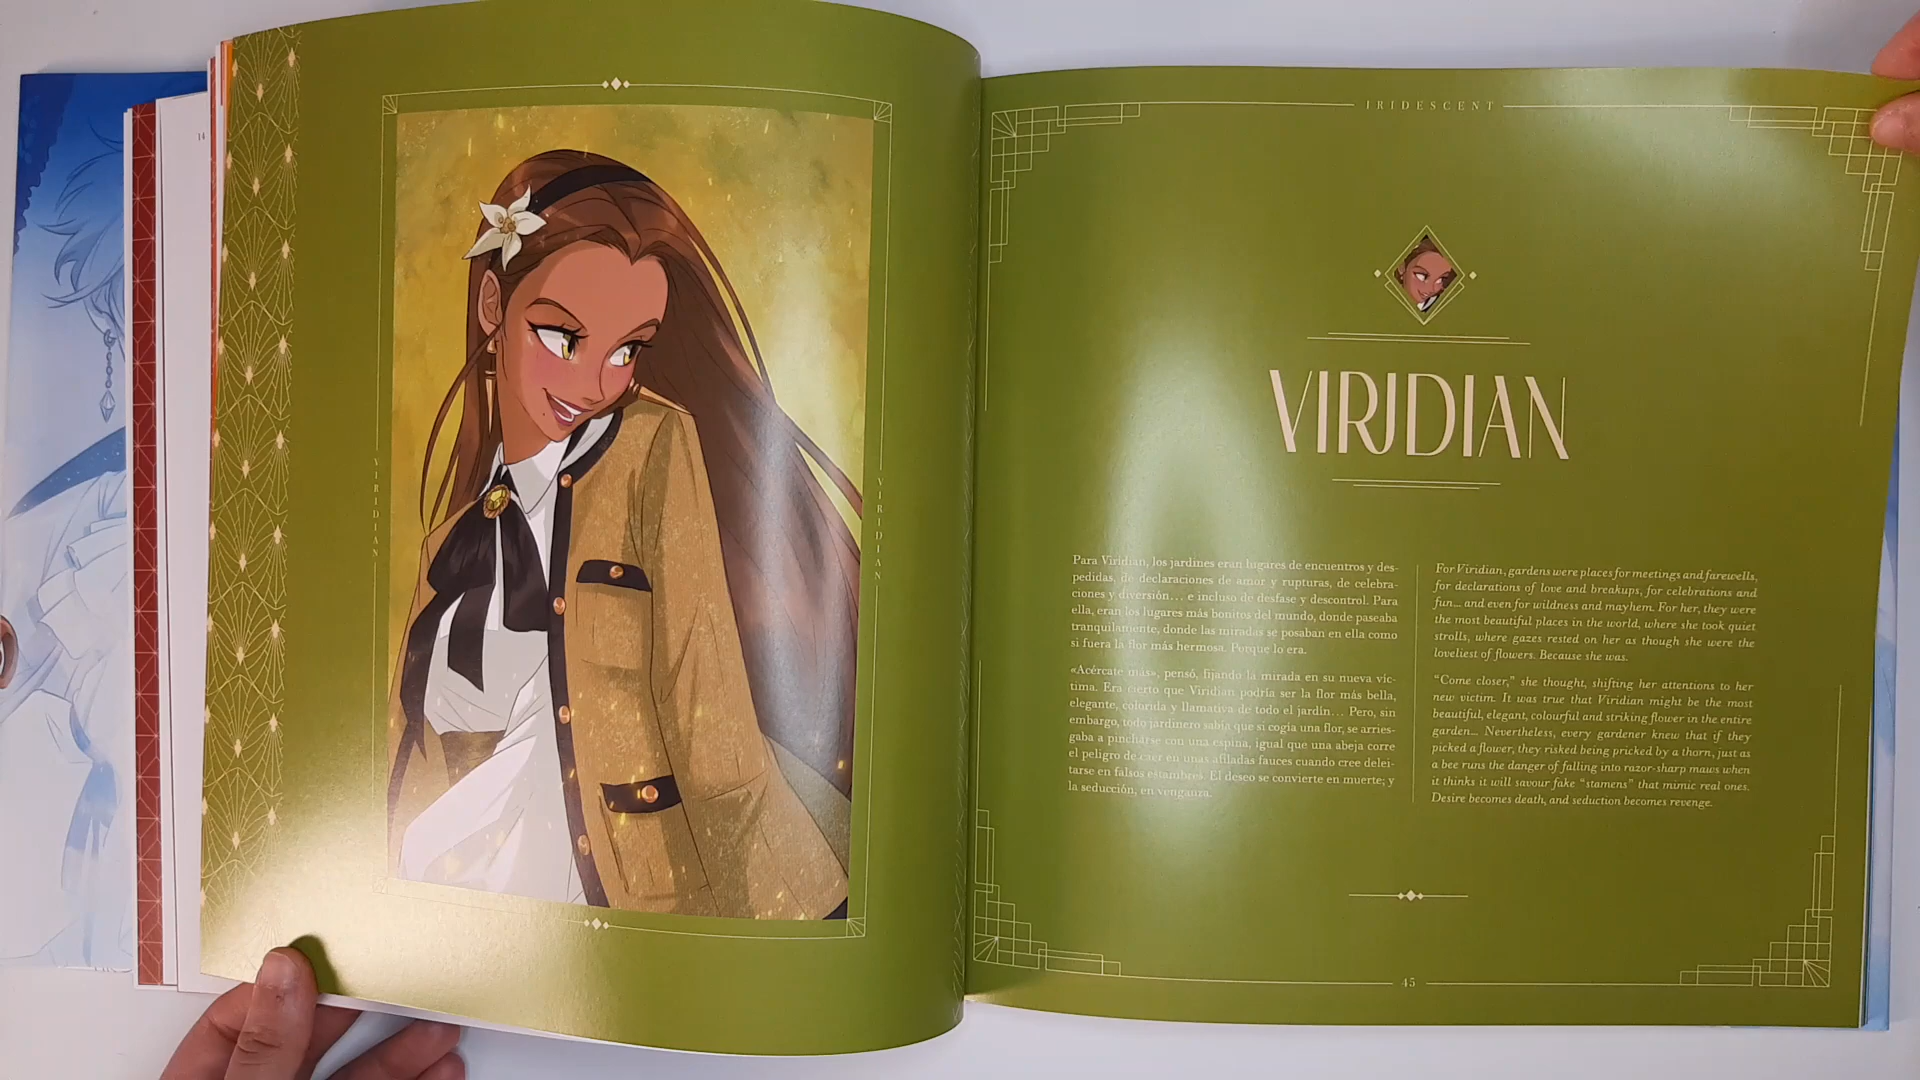 14
VIRIDIAN
VIRIDIAN
IRIDESCENT
VIRIDIAN
Para Viridian, los jardines eran lugares de encuentros y des-
pedidas, de declaraciones de amor y rupturas, de celebra-
ciones y diversión... e incluso de desfase y descontrol. Para
ella, eran los lugares más bonitos del mundo, donde paseaba
tranquilamente, donde las miradas se posaban en ella como
si fuera la flor más hermosa. Porque lo era.
«Acércate más», pensó, fijando la mirada en su nueva víc-
tima. Era cierto que Viridian podría ser la flor más bella,
elegante, colorida y llamativa de todo el jardín... Pero, sin
embargo, todo jardinero sabía que si cogía una flor, se arries-
gaba a pincharse con una espina, igual que una abeja corre
el peligro de caer en unas afiladas fauces cuando cree delei-
tarse en falsos estambres. El deseo se convierte en muerte; y
la seducción, en venganza.
For Viridian, gardens were places for meetings and farewells,
for declarations of love and breakups, for celebrations and
fun... and even for wildness and mayhem. For her, they were
the most beautiful places in the world, where she took quiet
strolls, where gazes rested on her as though she were the
loveliest of flowers. Because she was.
“Come closer,” she thought, shifting her attentions to her
new victim. It was true that Viridian might be the most
beautiful, elegant, colourful and striking flower in the entire
garden... Nevertheless, every gardener knew that if they
picked a flower, they risked being pricked by a thorn, just as
a bee runs the danger of falling into razor-sharp maws when
it thinks it will savour fake “stamens” that mimic real ones.
Desire becomes death, and seduction becomes revenge.
45